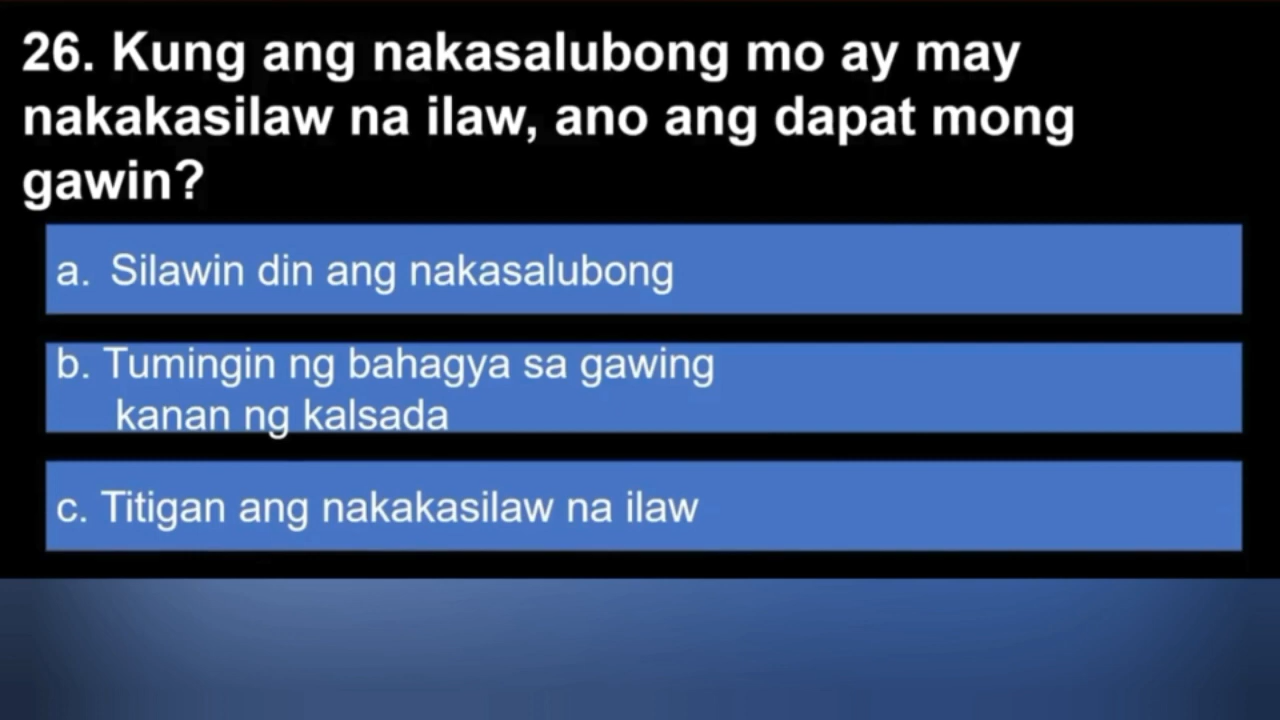 26. Kung ang nakasalubong mo ay may
nakakasilaw na ilaw, ano ang dapat mong
gawin?
a. Silawin din ang nakasalubong
b. Tumingin ng bahagya sa gawing
kanan ng kalsada
c. Titigan ang nakakasilaw na ilaw